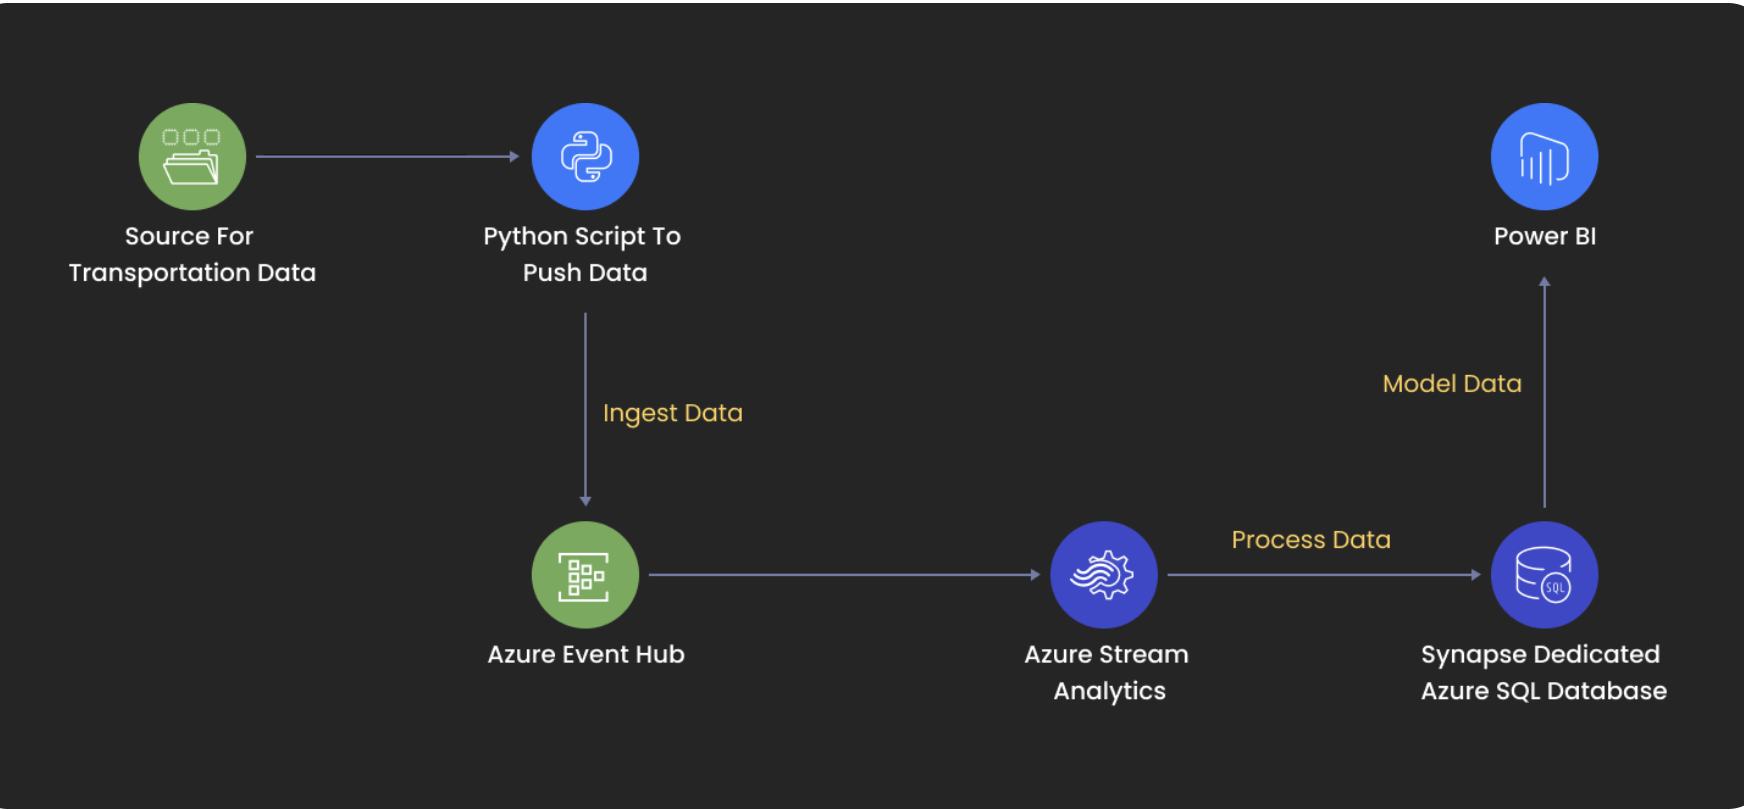 Source For
Transportation Data
Python Script To
Push Data
Power BI
Model Data
Ingest Data
Process Data
SQL
Azure Event Hub
Azure Stream
Analytics
Synapse Dedicated
Azure SQL Database